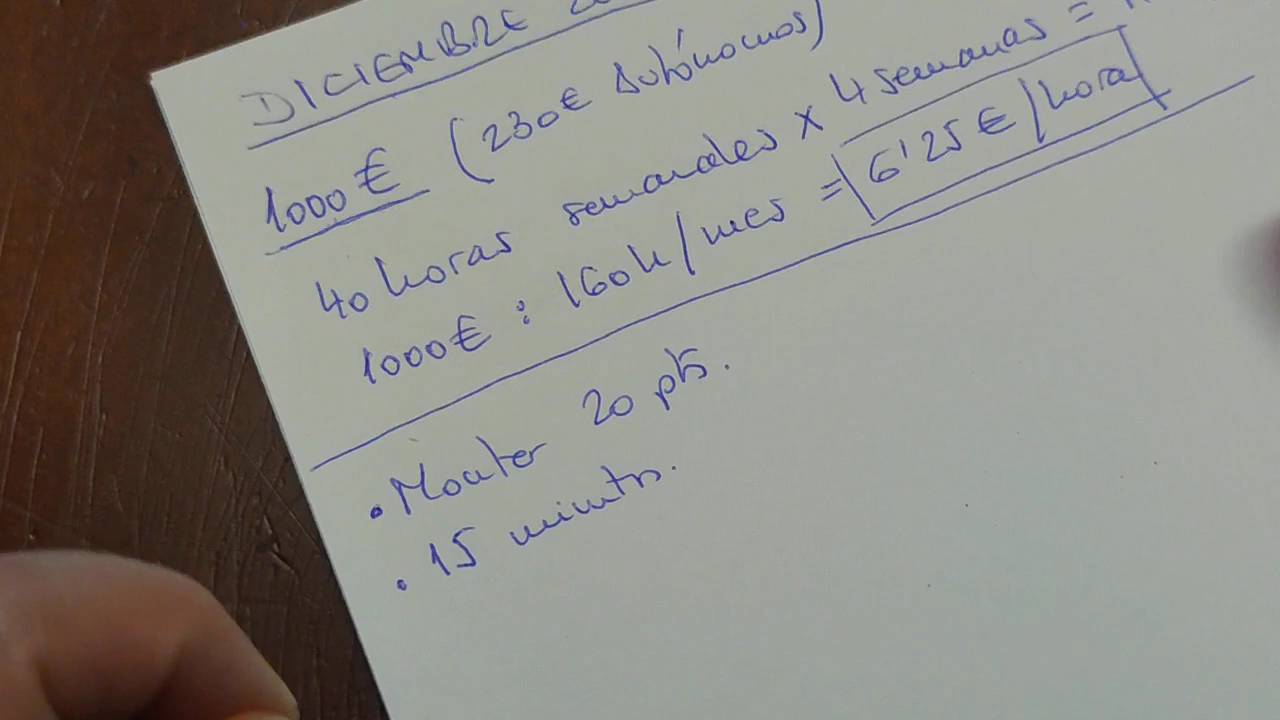 DICIEMBRE
1000€ (230€ autónomos)
40 horas semanales x 4 semanas =
1000€ : 160h/mes = 6'25€/hora
• Monter 20 pts.
• 15 minutos.